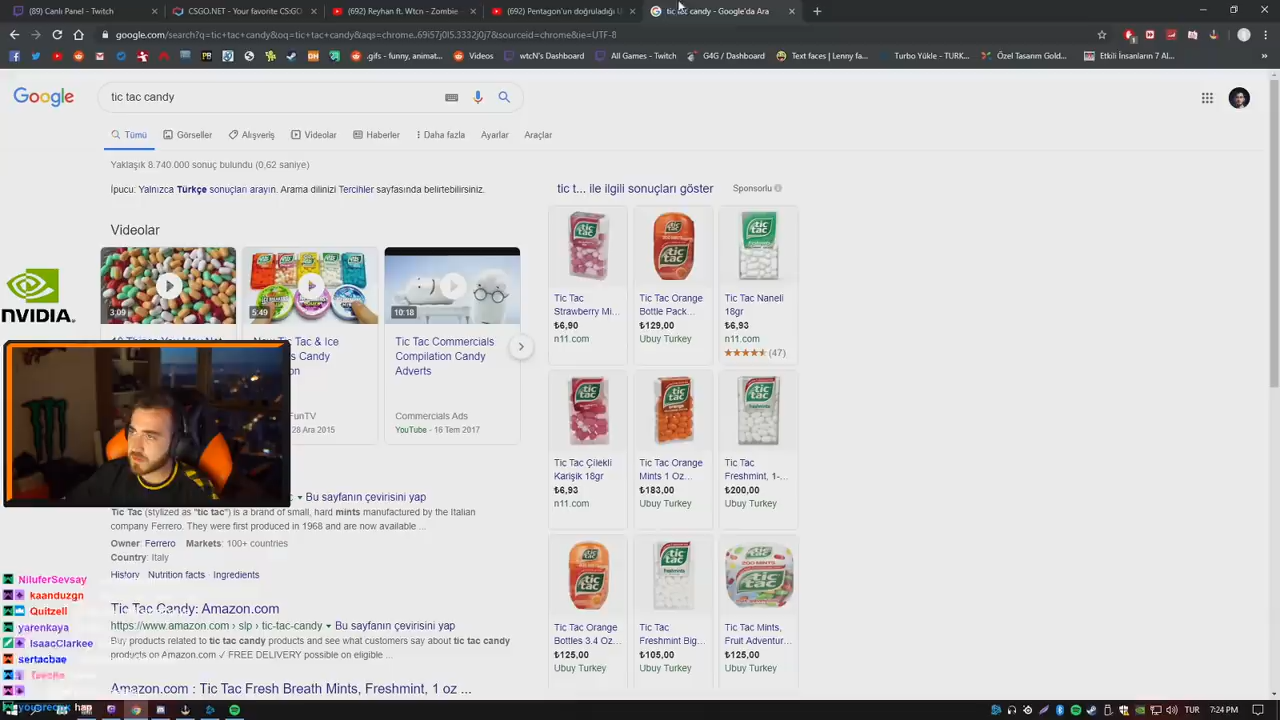 (32) Control Panel - Twitch
CSGO.NET - Your favorite CS:GO
(692) Reyhan ft. Wtcn - Zombie
(692) Pentagon'un doğruladığı U
tic tac candy - Google'da Ara
google.com/search?q=tic+tac+candy&oq=tic+tac+candy&aqs=chrome..69i57j0l5.3332j0j7&sourceid=chrome&ie=UTF-8
.gifs - funny, animat...
Videos
wtcN's Dashboard
All Games - Twitch
G4G / Dashboard
Text faces | Lenny fa...
Turbo Yükle - TURK...
Özel Tasarım Gold...
Etkili İnsanların 7 Al...
Google
tic tac candy
Tümü
Görseller
Alışveriş
Videolar
Haberler
Daha fazla
Ayarlar
Araçlar
Yaklaşık 8.740.000 sonuç bulundu (0,62 saniye)
İpucu: Yalnızca Türkçe sonuçları arayın. Arama dilinizi Tercihler sayfasında belirtebilirsiniz.
Videolar
3:09
5:49
10:18
NVIDIA.
New Tic Tac & Ice
s Candy
Tic Tac Commercials
Compilation Candy
Adverts
FunTV
28 Ara 2015
Commercials Ads
YouTube - 16 Tem 2017
Bu sayfanın çevirisini yap
Tic Tac (stylized as "tic tac") is a brand of small, hard mints manufactured by the Italian
company Ferrero. They were first produced in 1968 and are now available ...
Owner: Ferrero Markets: 100+ countries
Country: Italy
History · Nutrition facts · Ingredients
Tic Tac Candy: Amazon.com
https://www.amazon.com › slp › tic-tac-candy
Bu sayfanın çevirisini yap
Buy products related to tic tac candy products and see what customers say about tic tac candy
products on Amazon.com ✓ FREE DELIVERY possible on eligible ...
Amazon.com : Tic Tac Fresh Breath Mints, Freshmint, 1 oz ...
tic t... ile ilgili sonuçları göster
Sponsorlu
Tic Tac
Strawberry Mi...
₺6,90
n11.com
Tic Tac Orange
Bottle Pack...
₺129,00
Ubuy Turkey
Tic Tac Naneli
18gr
₺6,93
n11.com
(47)
Tic Tac Çilekli
Karişik 18gr
₺6,93
n11.com
Tic Tac Orange
Mints 1 Oz...
₺183,00
Ubuy Turkey
Tic Tac
Freshmint, 1-...
₺200,00
Ubuy Turkey
Tic Tac Orange
Bottles 3.4 Oz...
₺125,00
Ubuy Turkey
Tic Tac
Freshmint Big...
₺105,00
Ubuy Turkey
Tic Tac Mints,
Fruit Adventur...
₺125,00
Ubuy Turkey
NiluferSevsay
kaanduzgn
Quitzell
yarenkaya
IsaacClarkee
sertacbae
TUR
7:24 PM